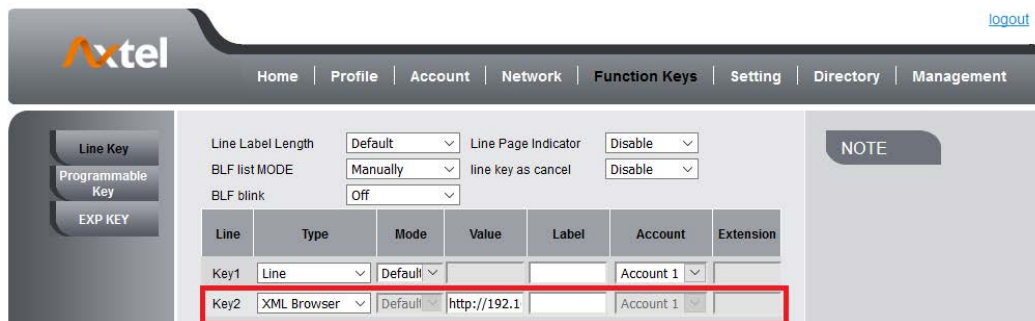 logout
Axtel
Home Profile Account Network Function Keys Setting Directory Management
Line Key
Programmable Key
EXP KEY
Line Label Length Default Line Page Indicator Disable
BLF list MODE Manually line key as cancel Disable
BLF blink Off
NOTE
Line Type Mode Value Label Account Extension
Key1 Line Default Account 1
Key2 XML Browser Default http://192.1 Account 1